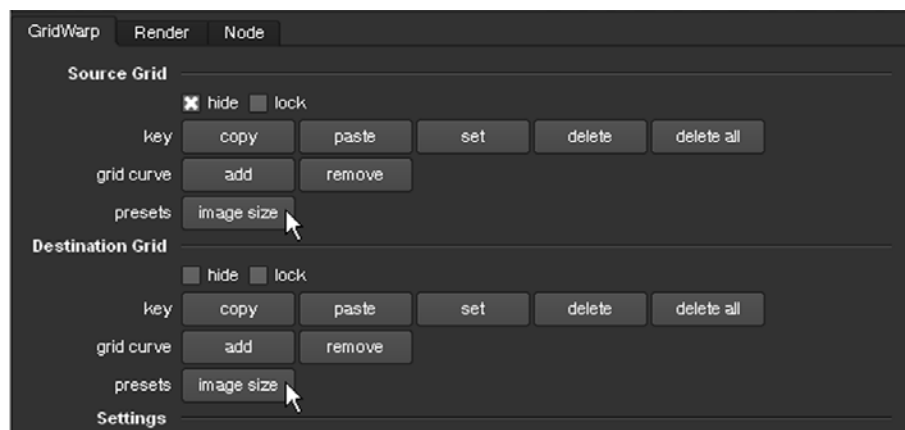 GridWarp Render Node
Source Grid
hide lock
key copy paste set delete delete all
grid curve add remove
presets image size
Destination Grid
hide lock
key copy paste set delete delete all
grid curve add remove
presets image size
Settings